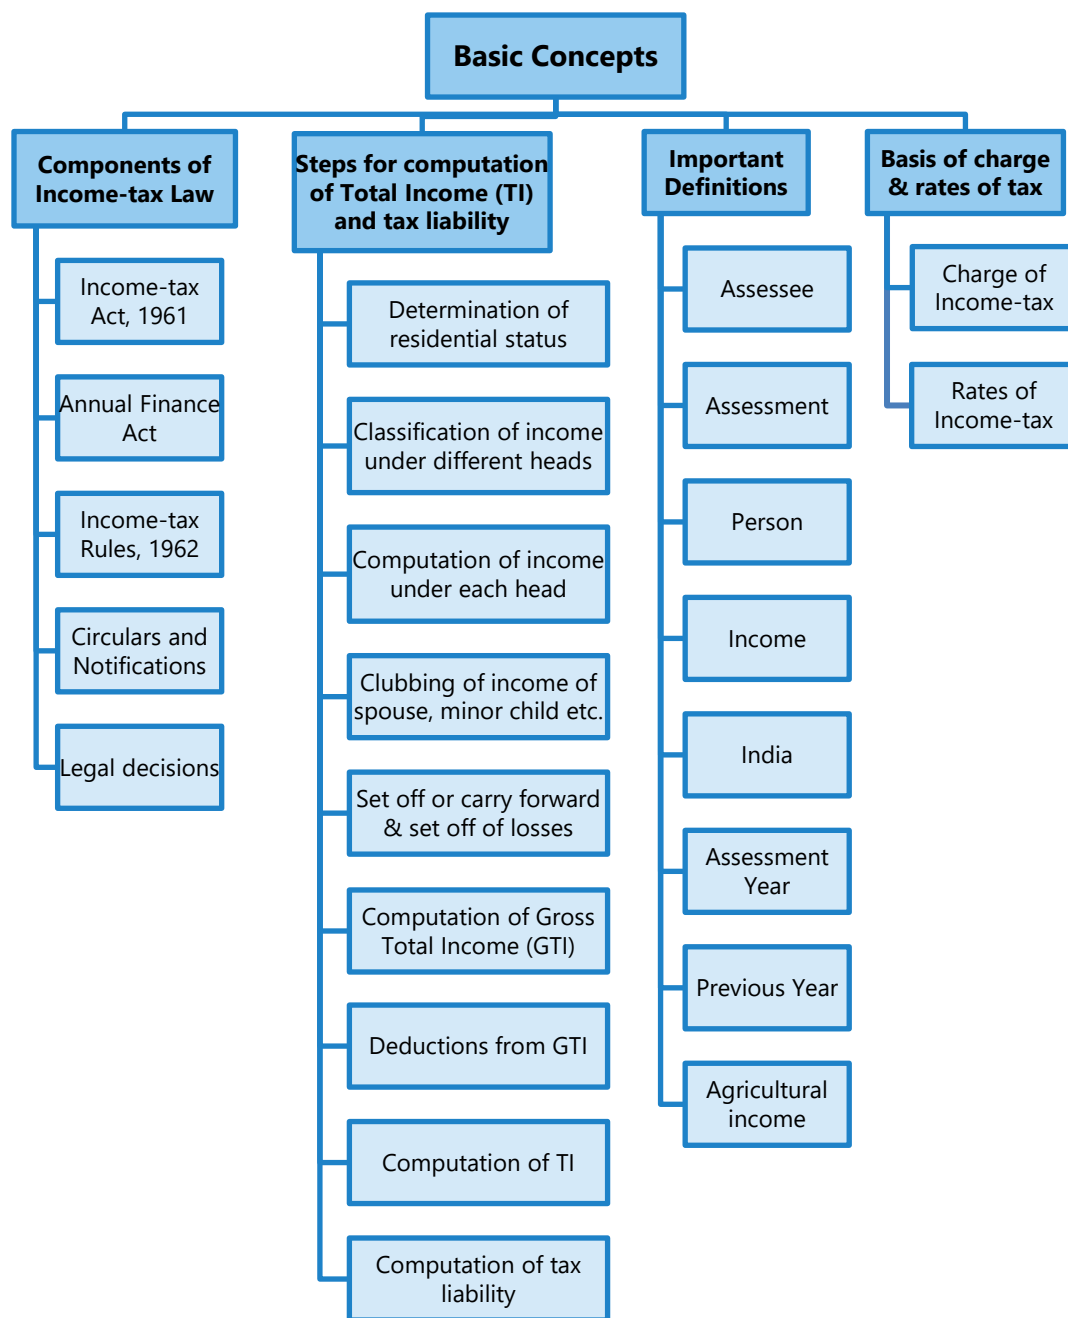 Basic Concepts
Components of
Income-tax Law
Income-tax
Act, 1961
Annual Finance
Act
Income-tax
Rules, 1962
Circulars and
Notifications
Legal decisions
Steps for computation
of Total Income (TI)
and tax liability
Determination of
residential status
Classification of income
under different heads
Computation of income
under each head
Clubbing of income of
spouse, minor child etc.
Set off or carry forward
& set off of losses
Computation of Gross
Total Income (GTI)
Deductions from GTI
Computation of TI
Computation of tax
liability
Important
Definitions
Assessee
Assessment
Person
Income
India
Assessment
Year
Previous Year
Agricultural
income
Basis of charge
& rates of tax
Charge of
Income-tax
Rates of
Income-tax